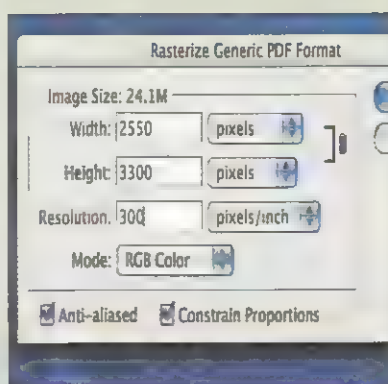 Rasterize Generic PDF Format
Image Size: 24.1M
Width: 2550 pixels
Height: 3300 pixels
Resolution: 300 pixels/inch
Mode: RGB Color
Anti-aliased Constrain Proportions